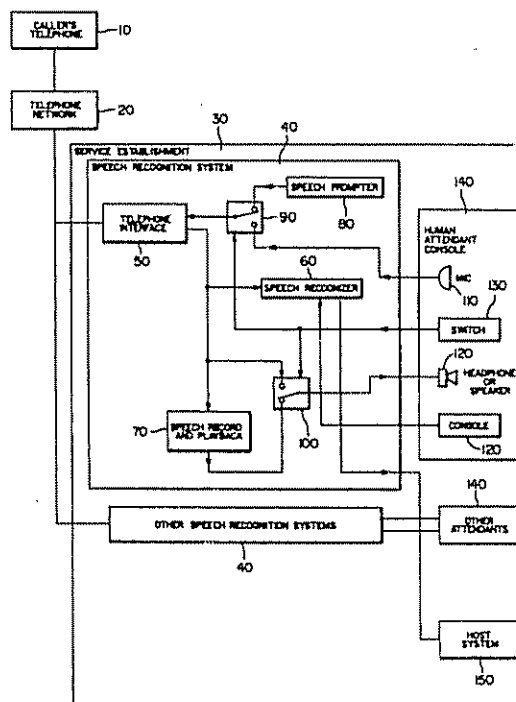 CALLER'S
TELEPHONE
10
TELEPHONE
NETWORK
20
30
40
SERVICE ESTABLISHMENT
SPEECH RECOGNITION SYSTEM
140
SPEECH PROMPTER
80
90
TELEPHONE
INTERFACE
50
HUMAN
ATTENDANT
CONSOLE
60
SPEECH RECOGNIZER
MIC
110
130
SWITCH
120
HEADPHONE
OR
SPEAKER
100
70
SPEECH RECORD
AND PLAYBACK
CONSOLE
120
140
OTHER SPEECH RECOGNITION SYSTEMS
40
OTHER
ATTENDANTS
HOST
SYSTEM
150